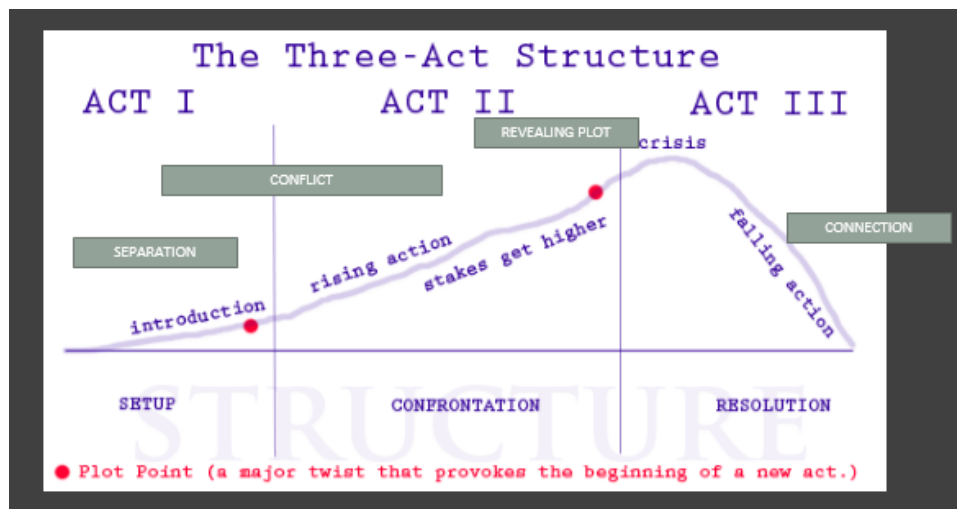 The Three-Act Structure
ACT I
ACT II
ACT III
REVEALING PLOT
crisis
CONFLICT
SEPARATION
CONNECTION
introduction
rising action
stakes get higher
falling action
STRUCTURE
SETUP
CONFRONTATION
RESOLUTION
Plot Point (a major twist that provokes the beginning of a new act.)